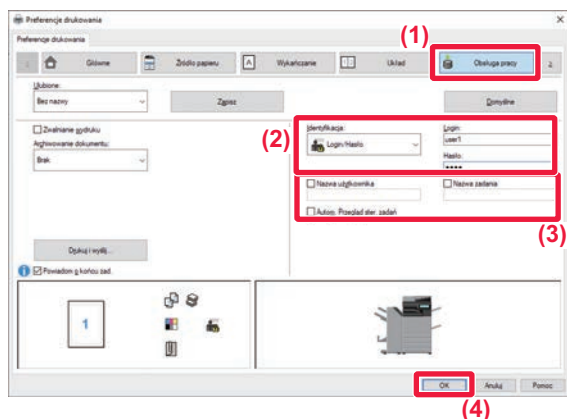 Preferencje drukowania
Preferencje drukowania
(1)
Główne
Źródło papieru
Wykańczanie
Układ
Obsługa pracy
Ulubione:
Bez nazwy
Zapisz
Domyślne
Zwalnianie wydruku
Archiwowanie dokumentu:
Brak
(2)
Identyfikacja:
Login/Hasło
Login:
user1
Hasło:
••••
Nazwa użytkownika
Nazwa zadania
Autom. Przegląd ster. zadań
(3)
Drukuj i wyślij...
Powiadom o końcu zad.
1
OK
Anuluj
Pomoc
(4)